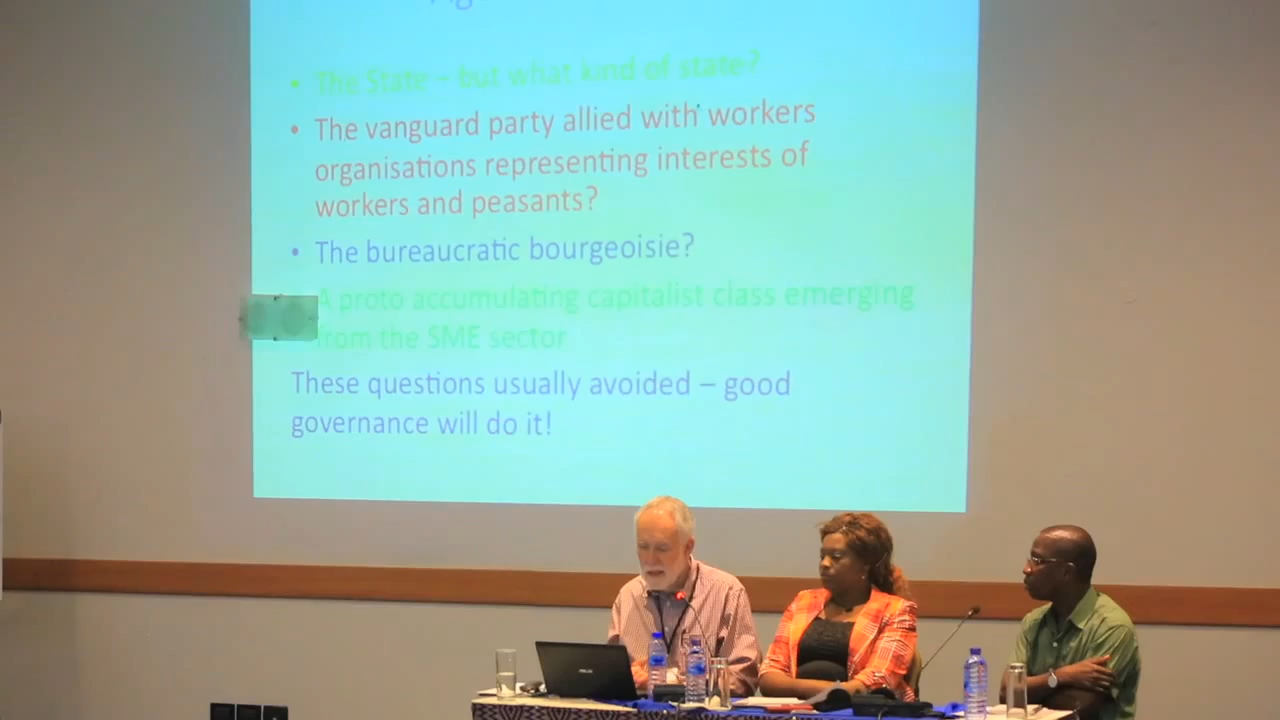 • The State – but what kind of state?
• The vanguard party allied with workers
organisations representing interests of
workers and peasants?
• The bureaucratic bourgeoisie?
A proto accumulating capitalist class emerging
from the SME sector
These questions usually avoided – good
governance will do it!
ASUS